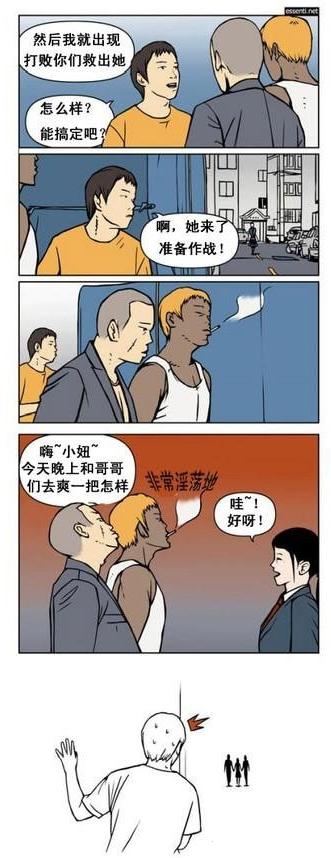 essenti.net
然后我就出现
打败你们救出她
怎么样？
能搞定吧？
啊，她来了
准备作战！
嗨~小妞~
今天晚上和哥哥
们去爽一把怎样
非常淫荡地
哇~！
好呀！